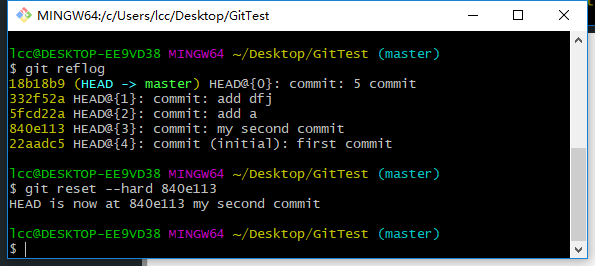 MINGW64:/c/Users/lcc/Desktop/GitTest
lcc@DESKTOP-EE9VD38 MINGW64 ~/Desktop/GitTest (master)
$ git reflog
18b18b9 (HEAD -> master) HEAD@{0}: commit: 5 commit
332f52a HEAD@{1}: commit: add dfj
5fcd22a HEAD@{2}: commit: add a
840e113 HEAD@{3}: commit: my second commit
22aadc5 HEAD@{4}: commit (initial): first commit
lcc@DESKTOP-EE9VD38 MINGW64 ~/Desktop/GitTest (master)
$ git reset --hard 840e113
HEAD is now at 840e113 my second commit
lcc@DESKTOP-EE9VD38 MINGW64 ~/Desktop/GitTest (master)
$